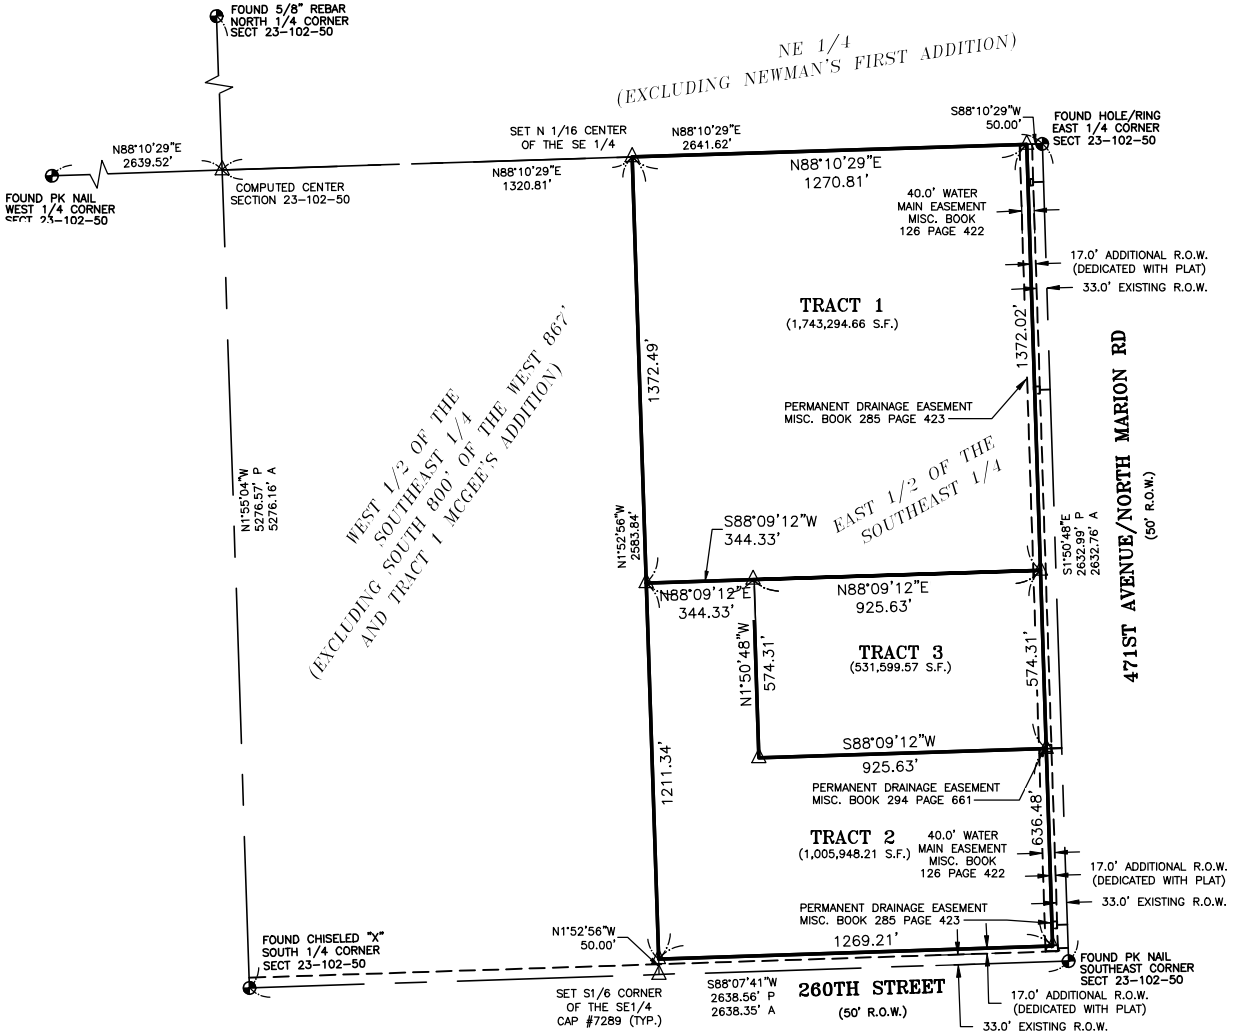 FOUND 5/8" REBAR
NORTH 1/4 CORNER
SECT 23-102-50
NE 1/4
(EXCLUDING NEWMAN'S FIRST ADDITION)
S88°10'29"W
50.00'
FOUND HOLE/RING
EAST 1/4 CORNER
SECT 23-102-50
SET N 1/16 CENTER
OF THE SE 1/4
N88°10'29"E
2641.62'
N88°10'29"E
2639.52'
N88°10'29"E
1320.81'
N88°10'29"E
1270.81'
FOUND PK NAIL
WEST 1/4 CORNER
SECT 23-102-50
COMPUTED CENTER
SECTION 23-102-50
40.0' WATER
MAIN EASEMENT
MISC. BOOK
126 PAGE 422
17.0' ADDITIONAL R.O.W.
(DEDICATED WITH PLAT)
33.0' EXISTING R.O.W.
TRACT 1
(1,743,294.66 S.F.)
1372.49'
1372.02'
PERMANENT DRAINAGE EASEMENT
MISC. BOOK 285 PAGE 423
WEST 1/2 OF THE
SOUTHEAST 1/4
(EXCLUDING SOUTH 800' OF THE WEST 867'
AND TRACT 1 MCGEE'S ADDITION)
EAST 1/2 OF THE
SOUTHEAST 1/4
N1°55'04"W
5276.57' P
5276.16' A
N1°52'56"W
2583.84'
S88°09'12"W
344.33'
N88°09'12"E
344.33'
N88°09'12"E
925.63'
S1°50'48"E
2632.99' P
2632.76' A
471ST AVENUE/NORTH MARION RD
(50' R.O.W.)
N1°50'48"W
574.31'
TRACT 3
(531,599.57 S.F.)
574.31'
S88°09'12"W
925.63'
1211.34'
PERMANENT DRAINAGE EASEMENT
MISC. BOOK 294 PAGE 661
636.48'
TRACT 2
(1,005,948.21 S.F.)
40.0' WATER
MAIN EASEMENT
MISC. BOOK
126 PAGE 422
17.0' ADDITIONAL R.O.W.
(DEDICATED WITH PLAT)
33.0' EXISTING R.O.W.
PERMANENT DRAINAGE EASEMENT
MISC. BOOK 285 PAGE 423
N1°52'56"W
50.00'
1269.21'
FOUND CHISELED "X"
SOUTH 1/4 CORNER
SECT 23-102-50
FOUND PK NAIL
SOUTHEAST CORNER
SECT 23-102-50
SET S1/6 CORNER
OF THE SE1/4
CAP #7289 (TYP.)
S88°07'41"W
2638.56' P
2638.35' A
260TH STREET
(50' R.O.W.)
17.0' ADDITIONAL R.O.W.
(DEDICATED WITH PLAT)
33.0' EXISTING R.O.W.